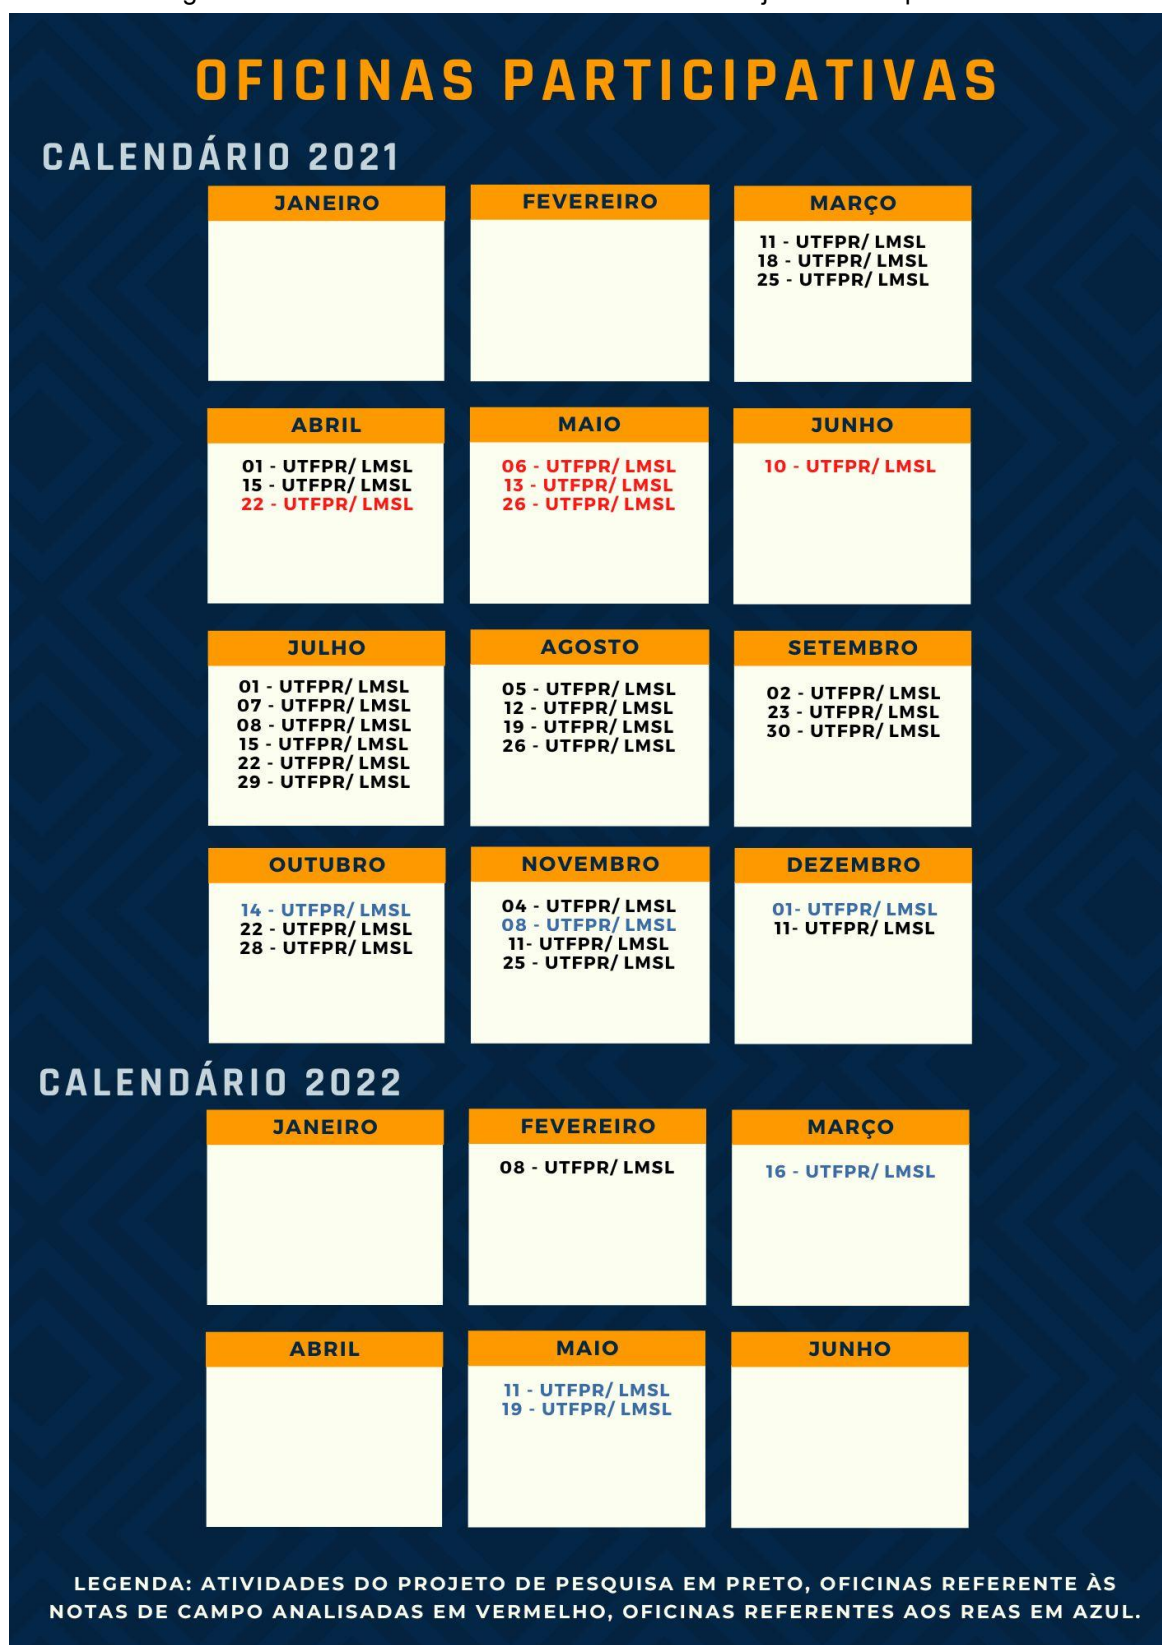 OFICINAS PARTICIPATIVAS
CALENDÁRIO 2021
JANEIRO
FEVEREIRO
MARÇO
11 - UTFPR/ LMSL
18 - UTFPR/ LMSL
25 - UTFPR/ LMSL
ABRIL
01 - UTFPR/ LMSL
15 - UTFPR/ LMSL
22 - UTFPR/ LMSL
MAIO
06 - UTFPR/ LMSL
13 - UTFPR/ LMSL
26 - UTFPR/ LMSL
JUNHO
10 - UTFPR/ LMSL
JULHO
01 - UTFPR/ LMSL
07 - UTFPR/ LMSL
08 - UTFPR/ LMSL
15 - UTFPR/ LMSL
22 - UTFPR/ LMSL
29 - UTFPR/ LMSL
AGOSTO
05 - UTFPR/ LMSL
12 - UTFPR/ LMSL
19 - UTFPR/ LMSL
26 - UTFPR/ LMSL
SETEMBRO
02 - UTFPR/ LMSL
23 - UTFPR/ LMSL
30 - UTFPR/ LMSL
OUTUBRO
14 - UTFPR/ LMSL
22 - UTFPR/ LMSL
28 - UTFPR/ LMSL
NOVEMBRO
04 - UTFPR/ LMSL
08 - UTFPR/ LMSL
11- UTFPR/ LMSL
25 - UTFPR/ LMSL
DEZEMBRO
01- UTFPR/ LMSL
11- UTFPR/ LMSL
CALENDÁRIO 2022
JANEIRO
FEVEREIRO
08 - UTFPR/ LMSL
MARÇO
16 - UTFPR/ LMSL
ABRIL
MAIO
11 - UTFPR/ LMSL
19 - UTFPR/ LMSL
JUNHO
LEGENDA: ATIVIDADES DO PROJETO DE PESQUISA EM PRETO, OFICINAS REFERENTE ÀS
NOTAS DE CAMPO ANALISADAS EM VERMELHO, OFICINAS REFERENTES AOS REAS EM AZUL.